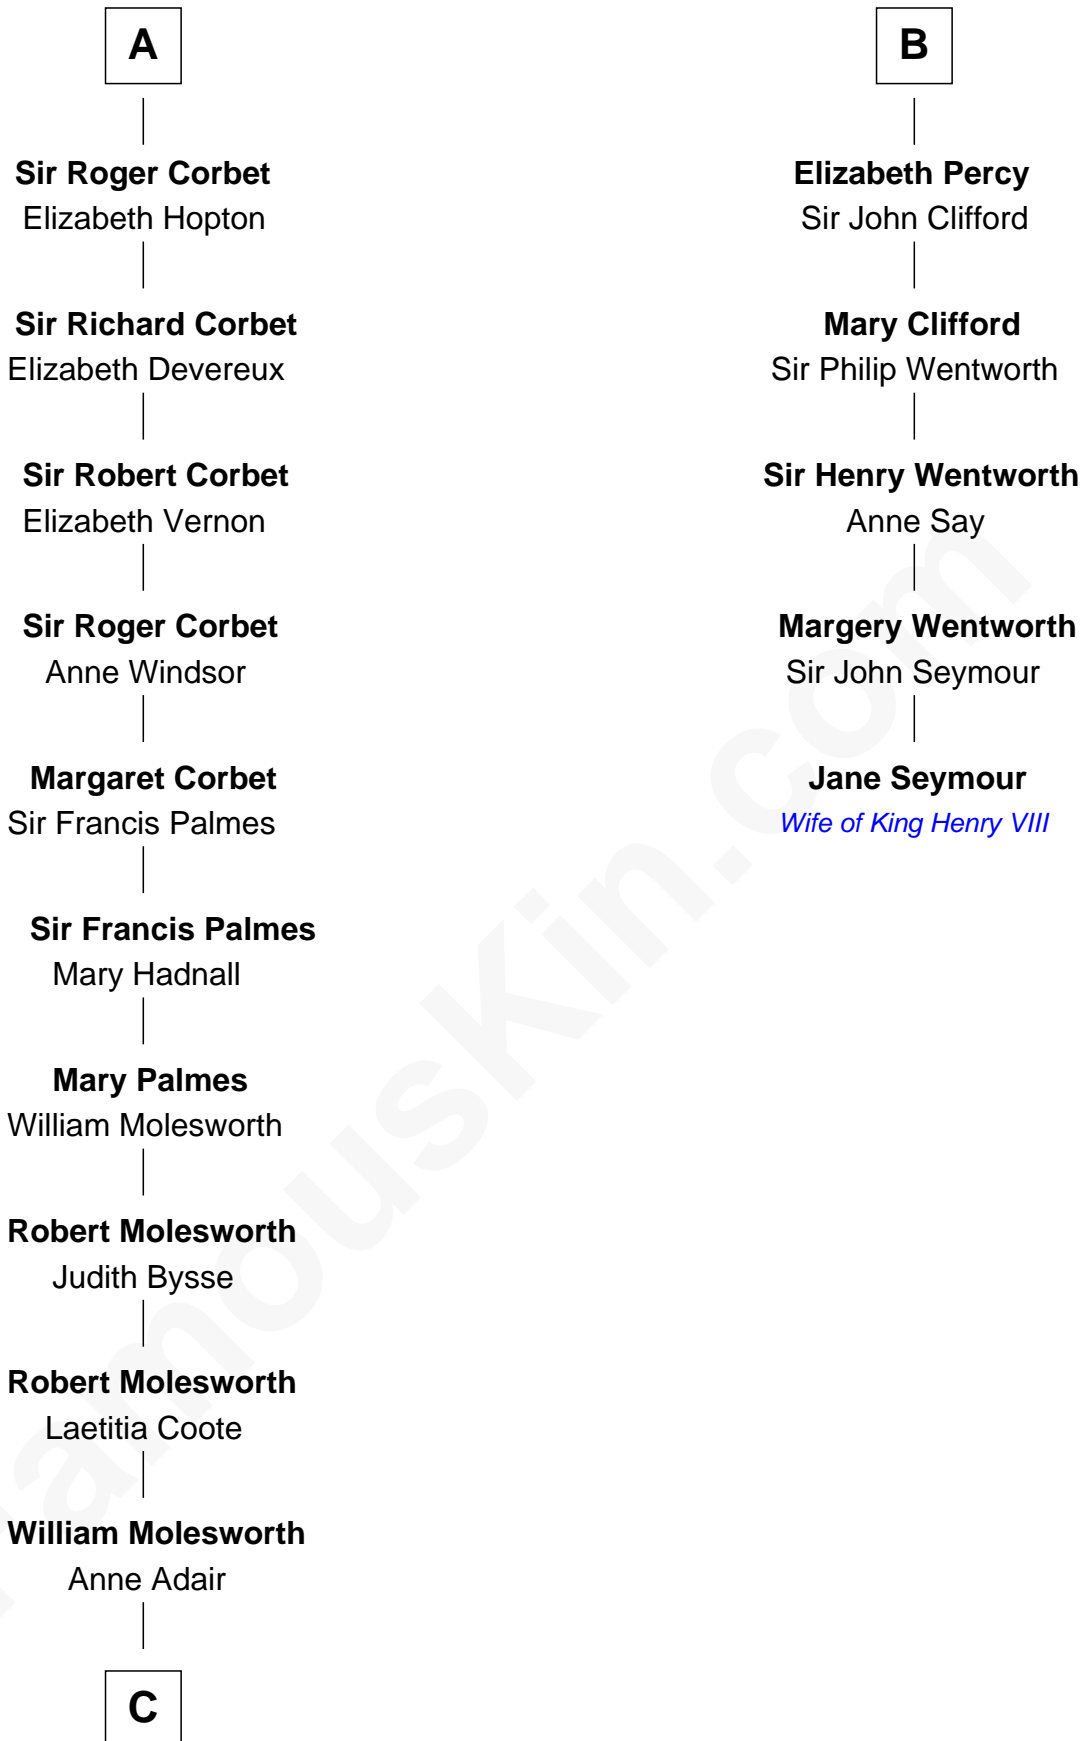 A
Sir Roger Corbet
Elizabeth Hopton
Sir Richard Corbet
Elizabeth Devereux
Sir Robert Corbet
Elizabeth Vernon
Sir Roger Corbet
Anne Windsor
Margaret Corbet
Sir Francis Palmes
Sir Francis Palmes
Mary Hadnall
Mary Palmes
William Molesworth
Robert Molesworth
Judith Bysse
Robert Molesworth
Laetitia Coote
William Molesworth
Anne Adair
C
B
Elizabeth Percy
Sir John Clifford
Mary Clifford
Sir Philip Wentworth
Sir Henry Wentworth
Anne Say
Margery Wentworth
Sir John Seymour
Jane Seymour
Wife of King Henry VIII
FamousKin.com